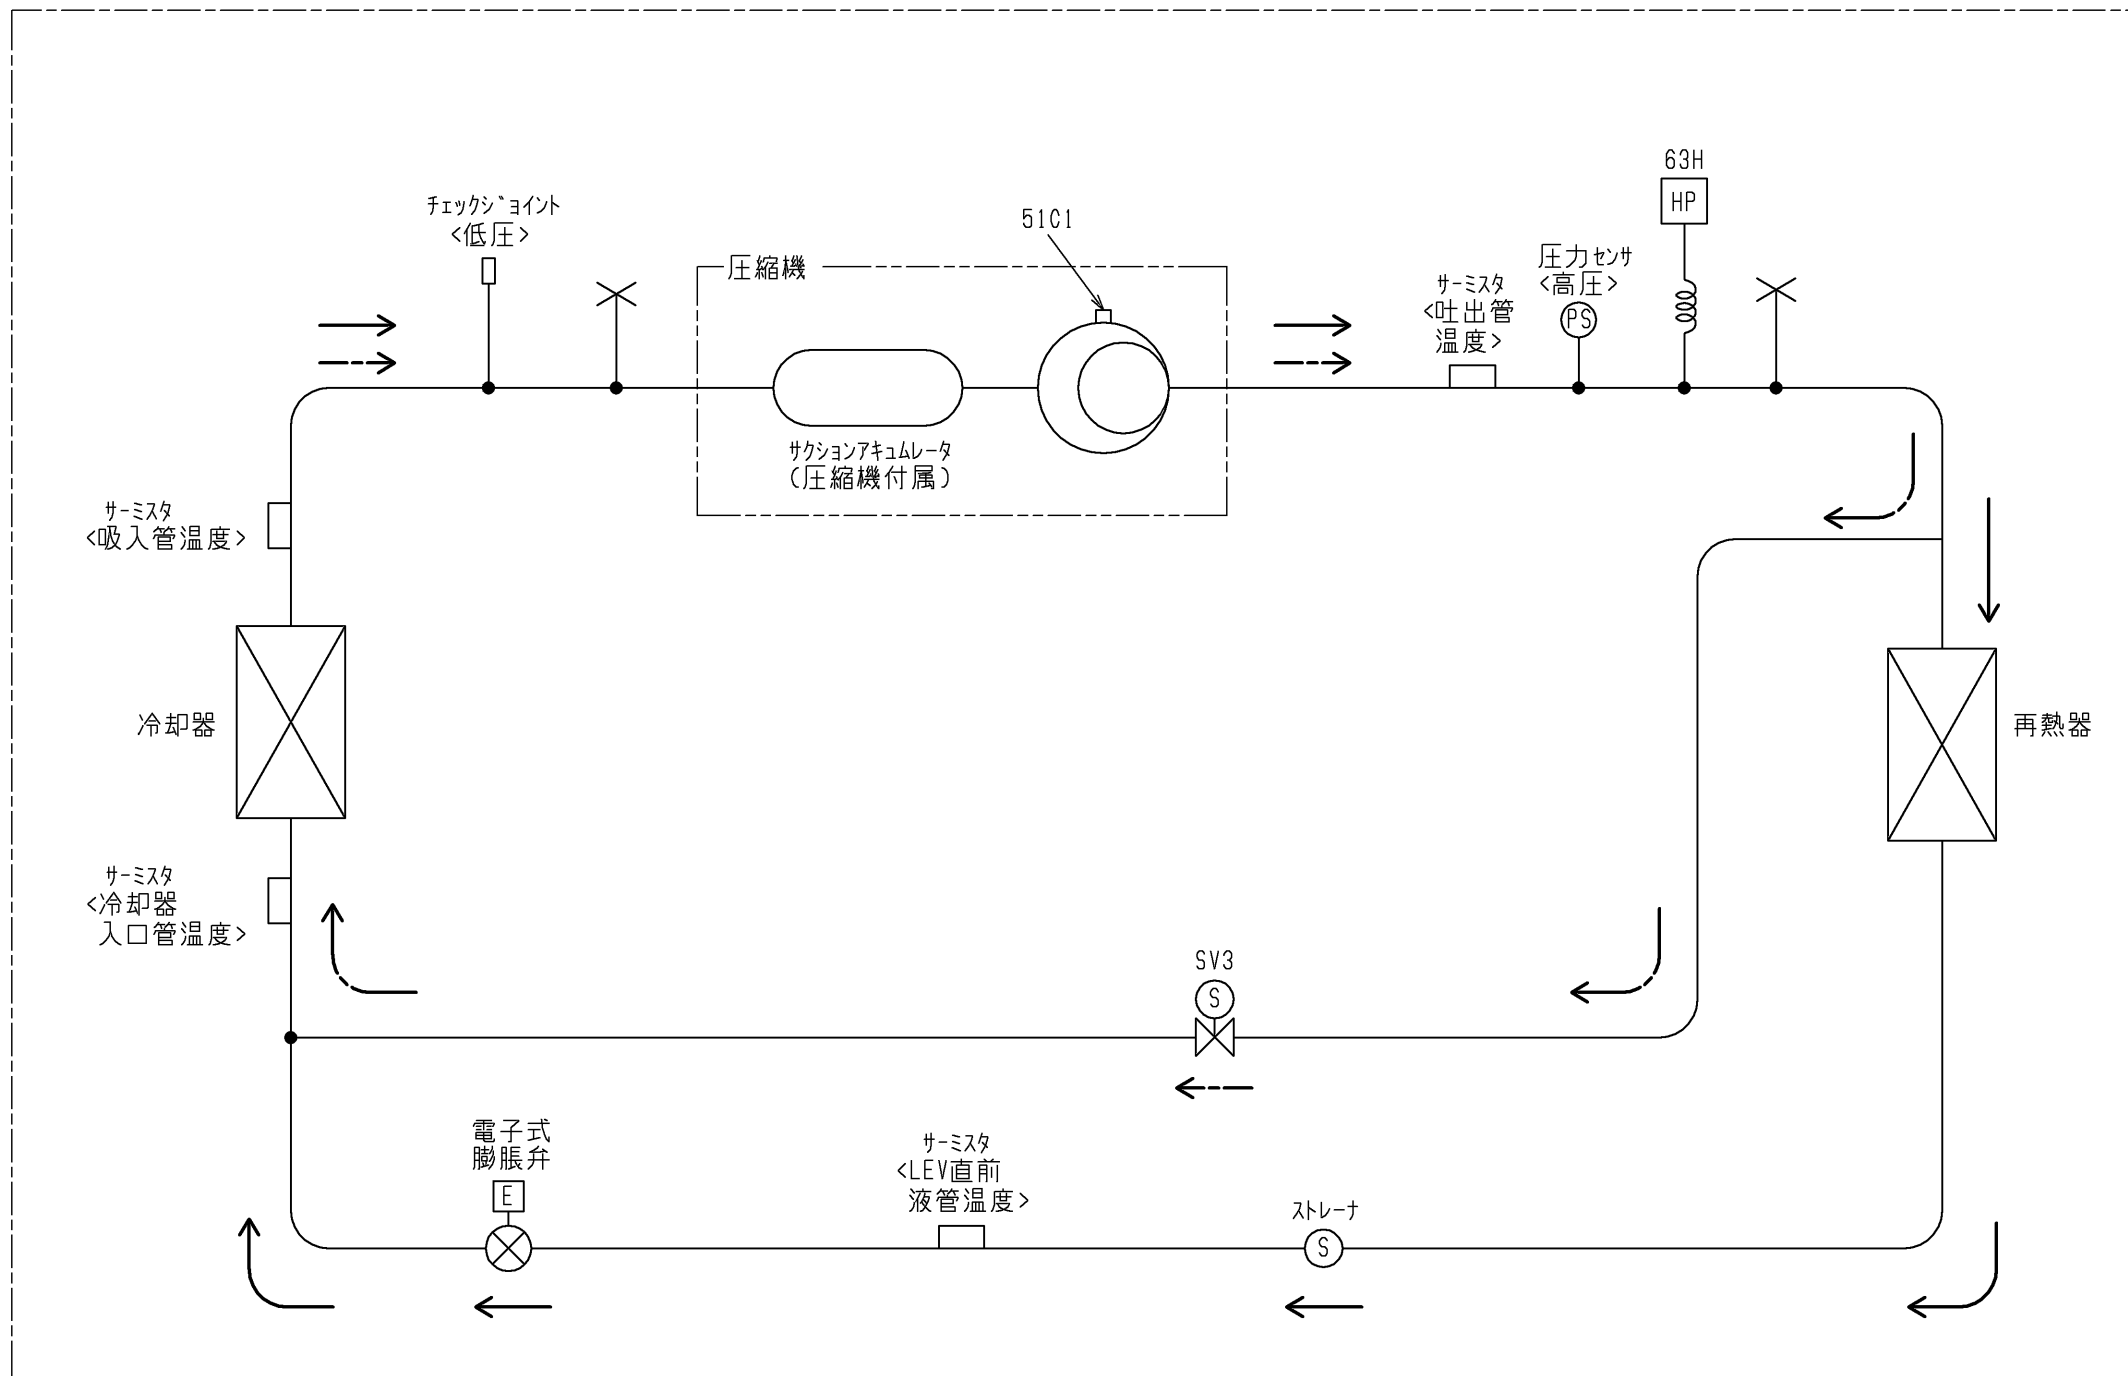 63H
HP
ﾁｪｯｸｼﾞｮｲﾝﾄ
<低圧>
51C1
圧縮機
圧力ｾﾝｻ
<高圧>
PS
ｻｰﾐｽﾀ
<吐出管
温度>
ｻｸｼｮﾝｱｷｭﾑﾚｰﾀ
(圧縮機付属)
ｻｰﾐｽﾀ
<吸入管温度>
冷却器
再熱器
ｻｰﾐｽﾀ
<冷却器
入口管温度>
SV3
S
電子式
膨脹弁
E
ｻｰﾐｽﾀ
<LEV直前
液管温度>
ｽﾄﾚｰﾅ
S